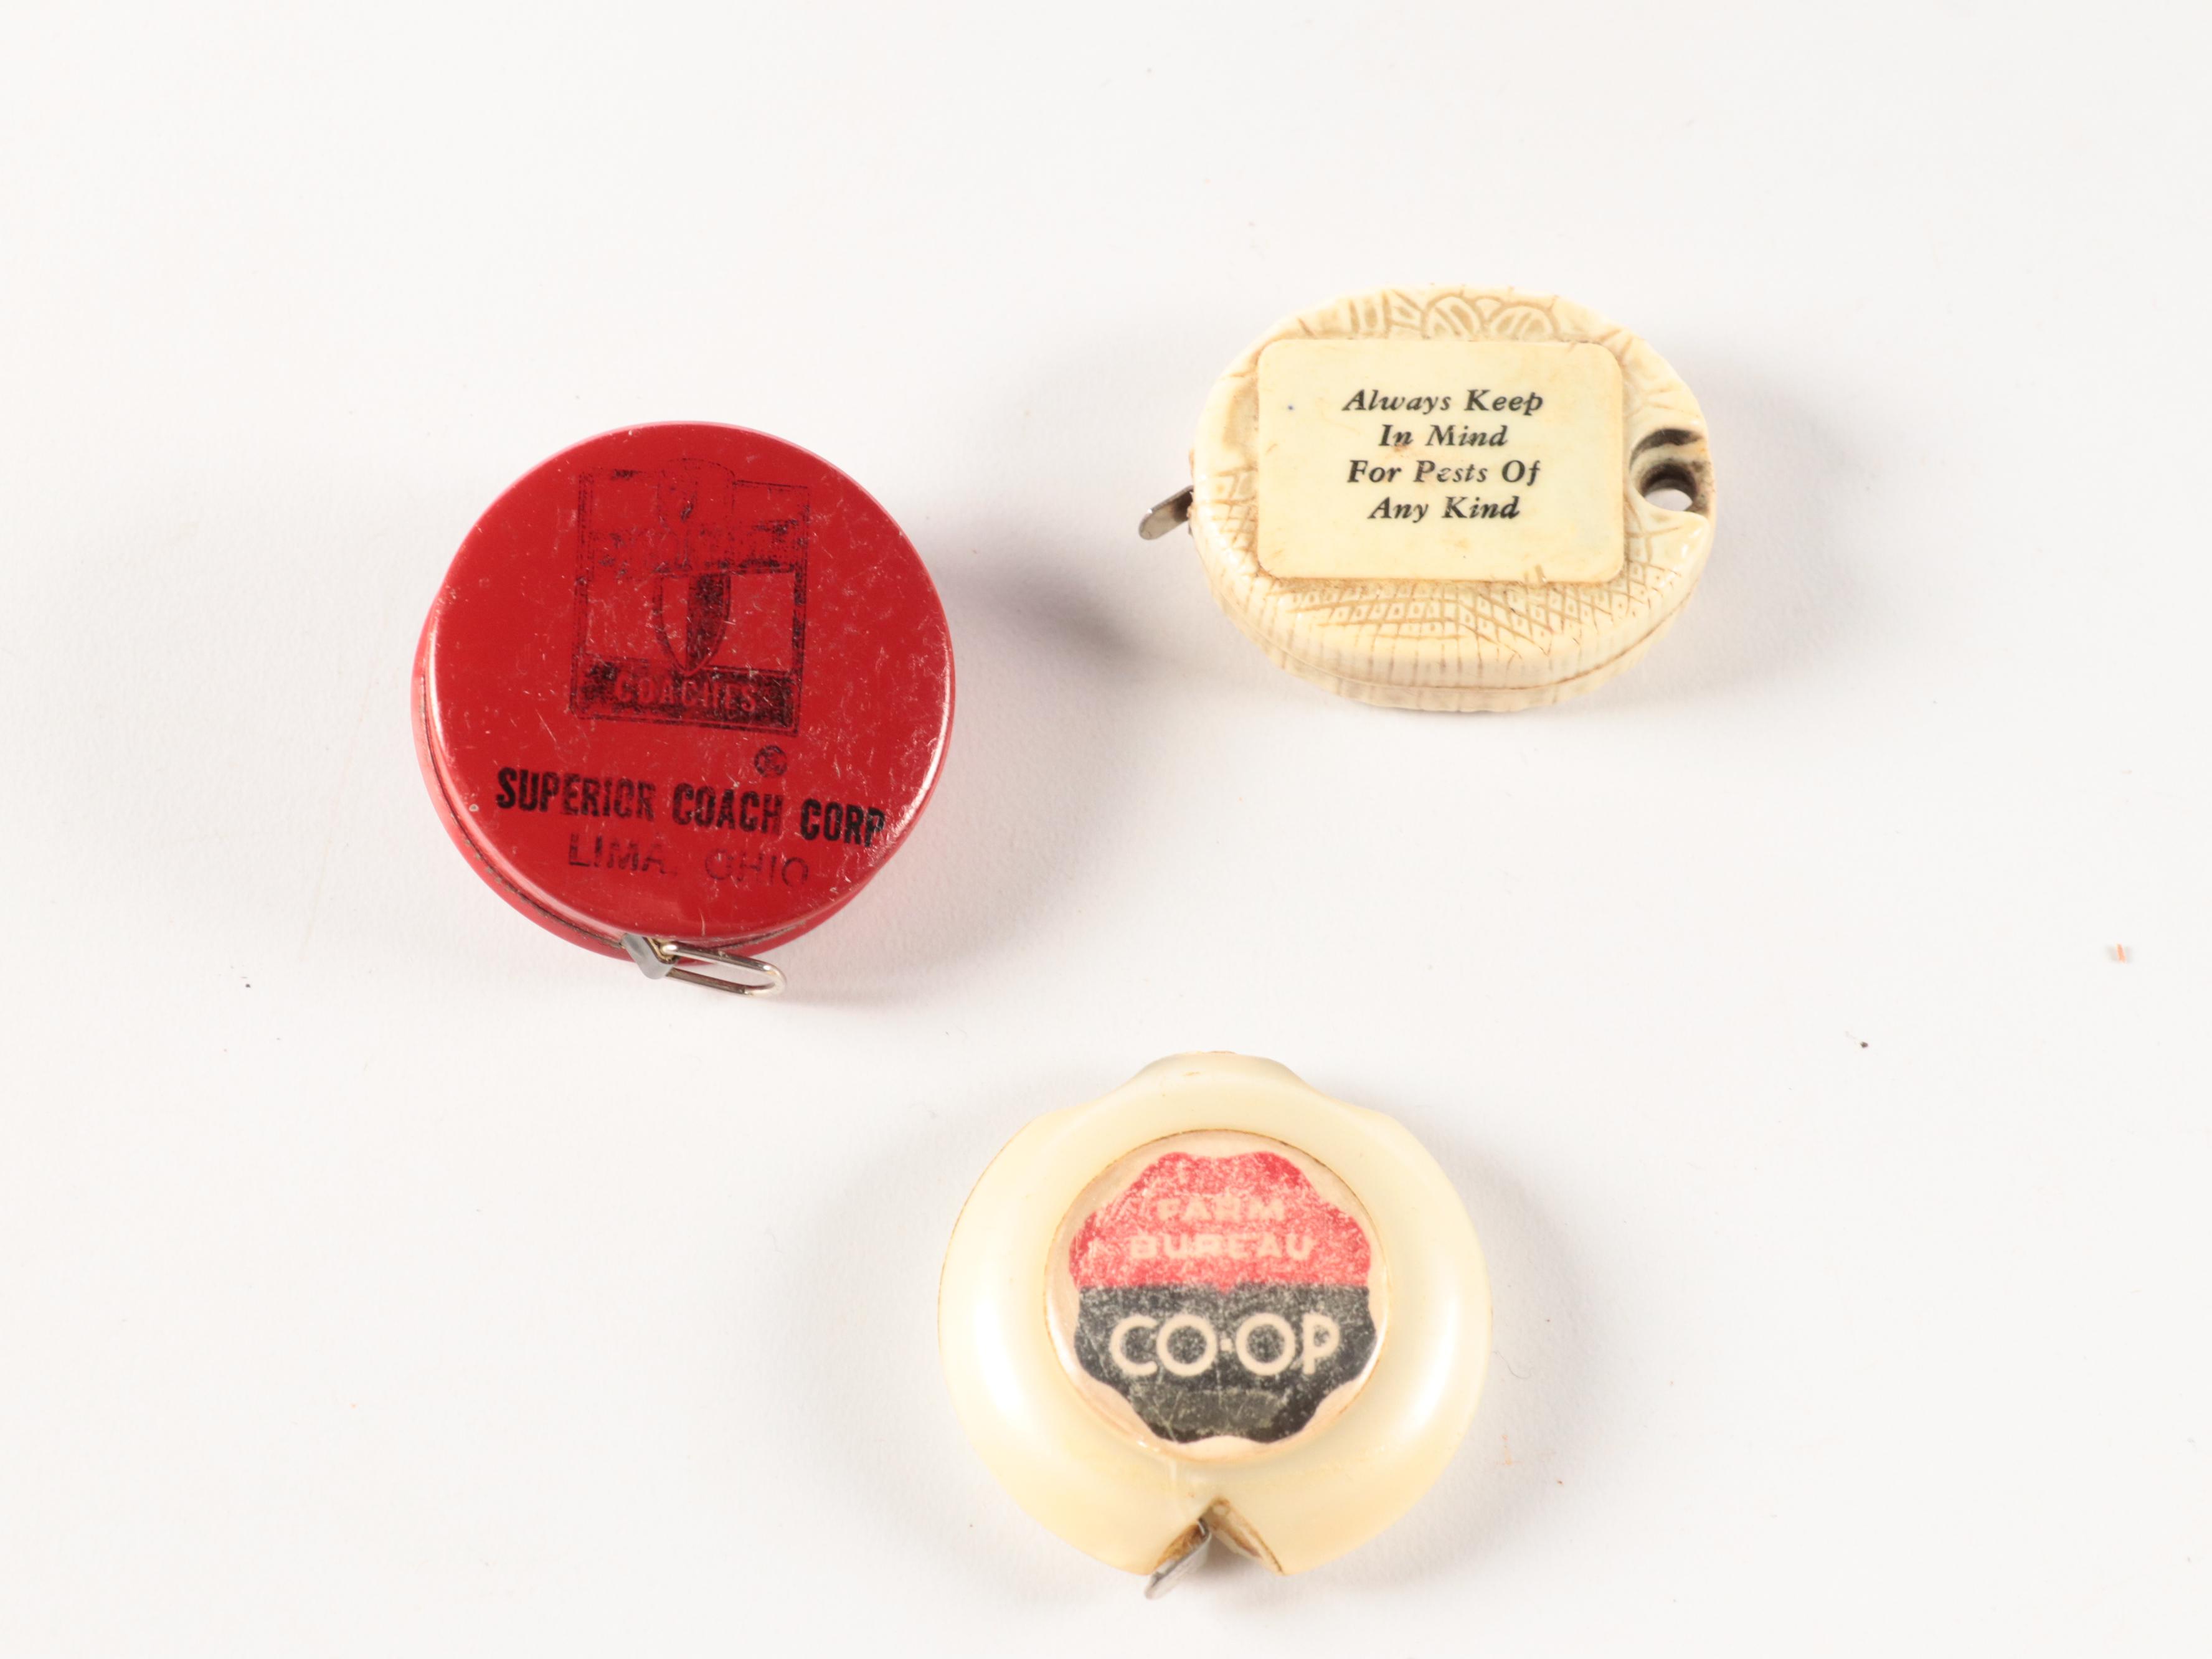 COACHES
®
SUPERIOR COACH CORP
LIMA, OHIO
Always Keep
In Mind
For Pests Of
Any Kind
FARM
BUREAU
CO·OP